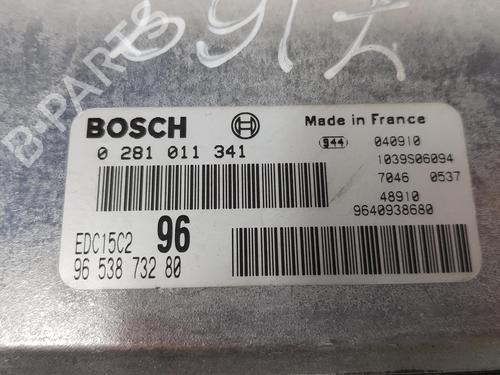 B-PARTS
BOSCH
Made in France
0 281 011 341
944 040910
1039S06094
7046 0537
48910
9640938680
EDC15C2 96
96 538 732 80